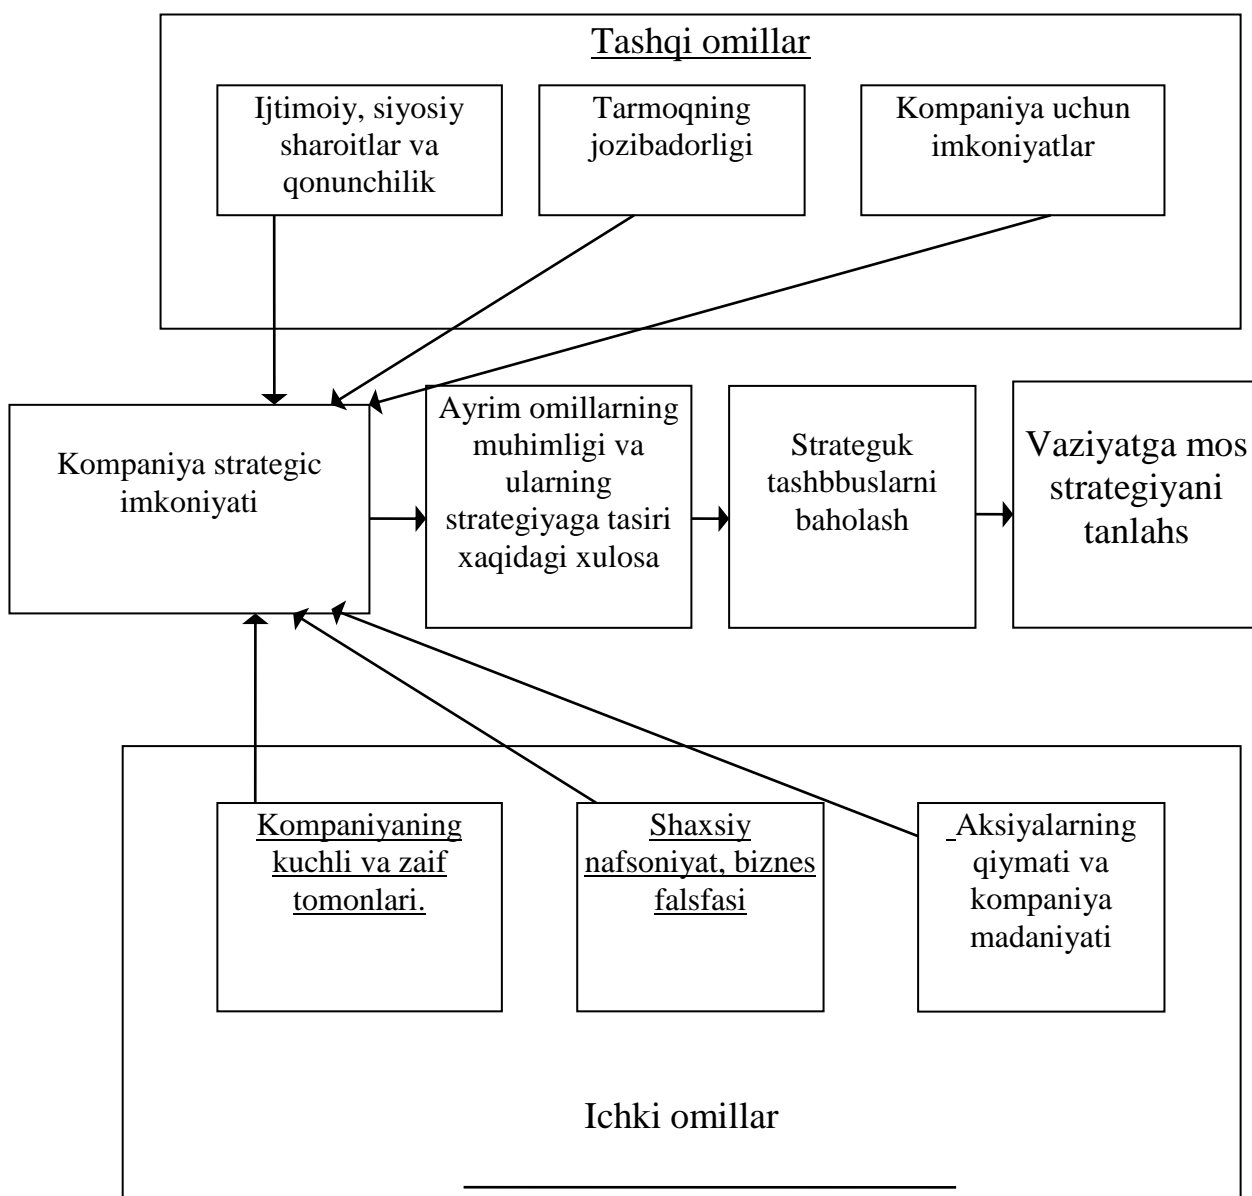 Tashqi omillar
Ijtimoiy, siyosiy
sharoitlar va
qonunchilik
Tarmoqning
jozibadorligi
Kompaniya uchun
imkoniyatlar
Kompaniya strategic
imkoniyati
Ayrim omillarning
muhimligi va
ularning
strategiyaga tasiri
xaqidagi xulosa
Strateguk
tashbbuslarni
baholash
Vaziyatga mos
strategiyani
tanlahs
Kompaniyaning
kuchli va zaif
tomonlari.
Shaxsiy
nafsoniyat, biznes
falsfasi
Aksiyalarning
qiymati va
kompaniya
madaniyati
Ichki omillar